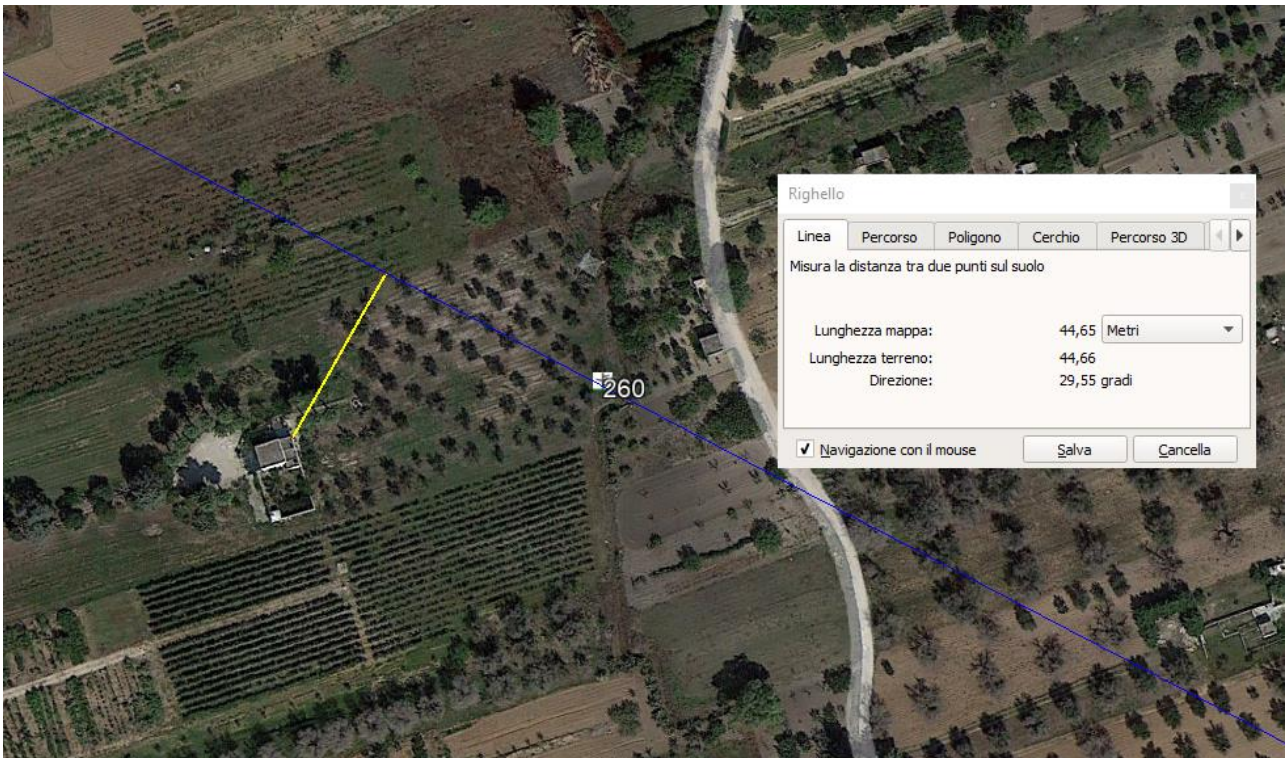 Righello
Linea Percorso Poligono Cerchio Percorso 3D
Misura la distanza tra due punti sul suolo
Lunghezza mappa: 44,65 Metri
Lunghezza terreno: 44,66
Direzione: 29,55 gradi
Navigazione con il mouse Salva Cancella
260